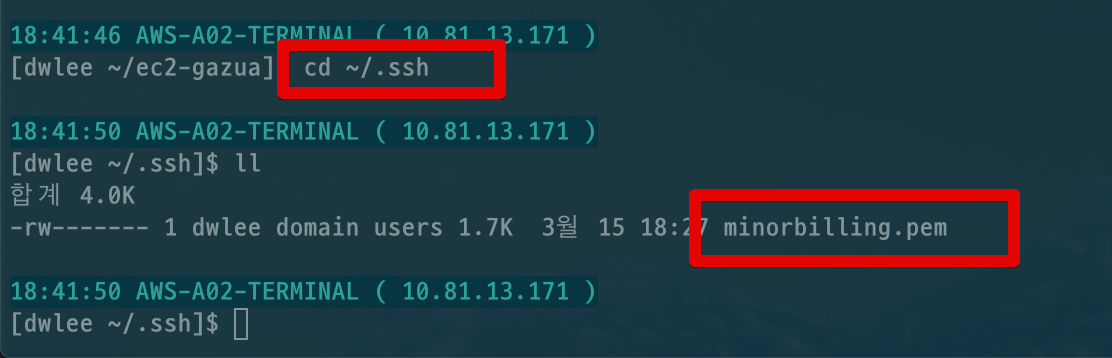 18:41:46 AWS-A02-TERMINAL ( 10.81.13.171 )
[dwlee ~/ec2-gazua] cd ~/.ssh
18:41:50 AWS-A02-TERMINAL ( 10.81.13.171 )
[dwlee ~/.ssh]$ ll
합계 4.0K
-rw------- 1 dwlee domain users 1.7K 3월 15 18:27 minorbilling.pem
18:41:50 AWS-A02-TERMINAL ( 10.81.13.171 )
[dwlee ~/.ssh]$